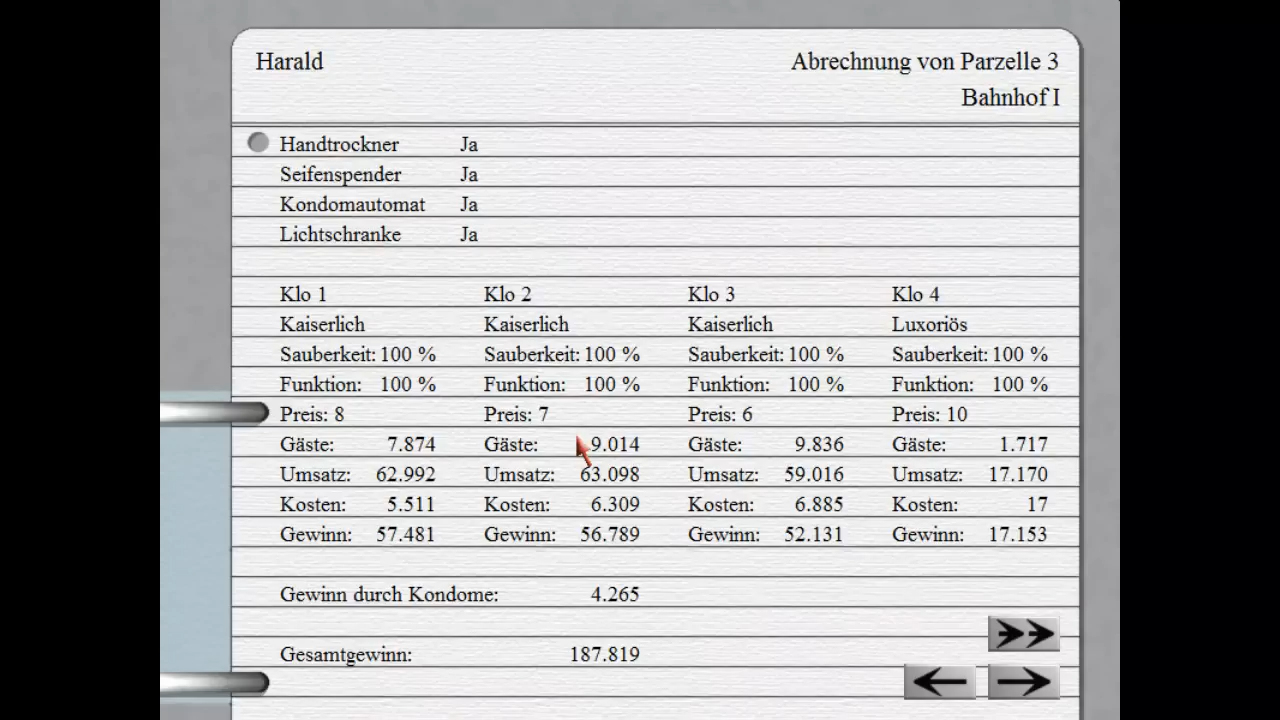 Harald Abrechnung von Parzelle 3
Bahnhof I
Handtrockner Ja
Seifenspender Ja
Kondomautomat Ja
Lichtschranke Ja
Klo 1 Klo 2 Klo 3 Klo 4
Kaiserlich Kaiserlich Kaiserlich Luxoriös
Sauberkeit: 100 % Sauberkeit: 100 % Sauberkeit: 100 % Sauberkeit: 100 %
Funktion: 100 % Funktion: 100 % Funktion: 100 % Funktion: 100 %
Preis: 8 Preis: 7 Preis: 6 Preis: 10
Gäste: 7.874 Gäste: 9.014 Gäste: 9.836 Gäste: 1.717
Umsatz: 62.992 Umsatz: 63.098 Umsatz: 59.016 Umsatz: 17.170
Kosten: 5.511 Kosten: 6.309 Kosten: 6.885 Kosten: 17
Gewinn: 57.481 Gewinn: 56.789 Gewinn: 52.131 Gewinn: 17.153
Gewinn durch Kondome: 4.265
Gesamtgewinn: 187.819